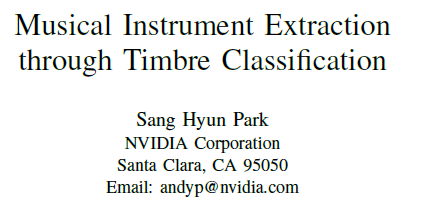 Musical Instrument Extraction
through Timbre Classification
Sang Hyun Park
NVIDIA Corporation
Santa Clara, CA 95050
Email: andyp@nvidia.com